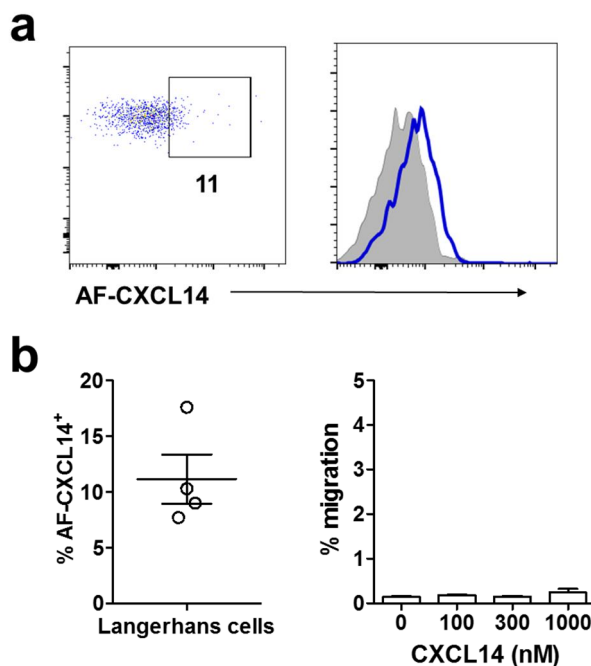 a
11
AF-CXCL14
b
% AF-CXCL14⁺
20
15
10
5
0
Langerhans cells
% migration
5
4
3
2
1
0
0 100 300 1000
CXCL14 (nM)